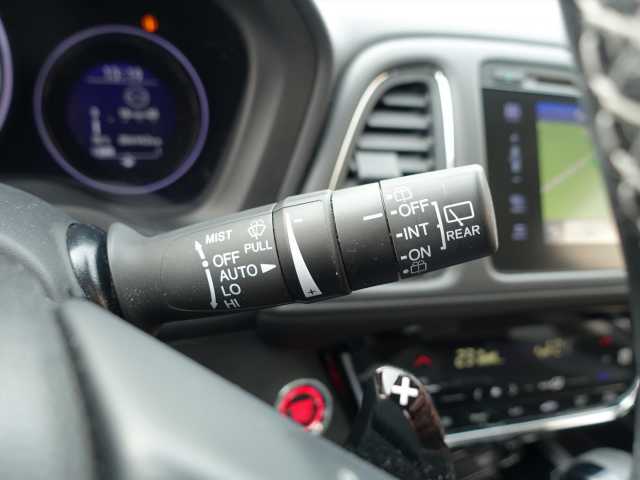 MIST
PULL
OFF
AUTO
LO
HI
− +
OFF
INT
ON
REAR
+